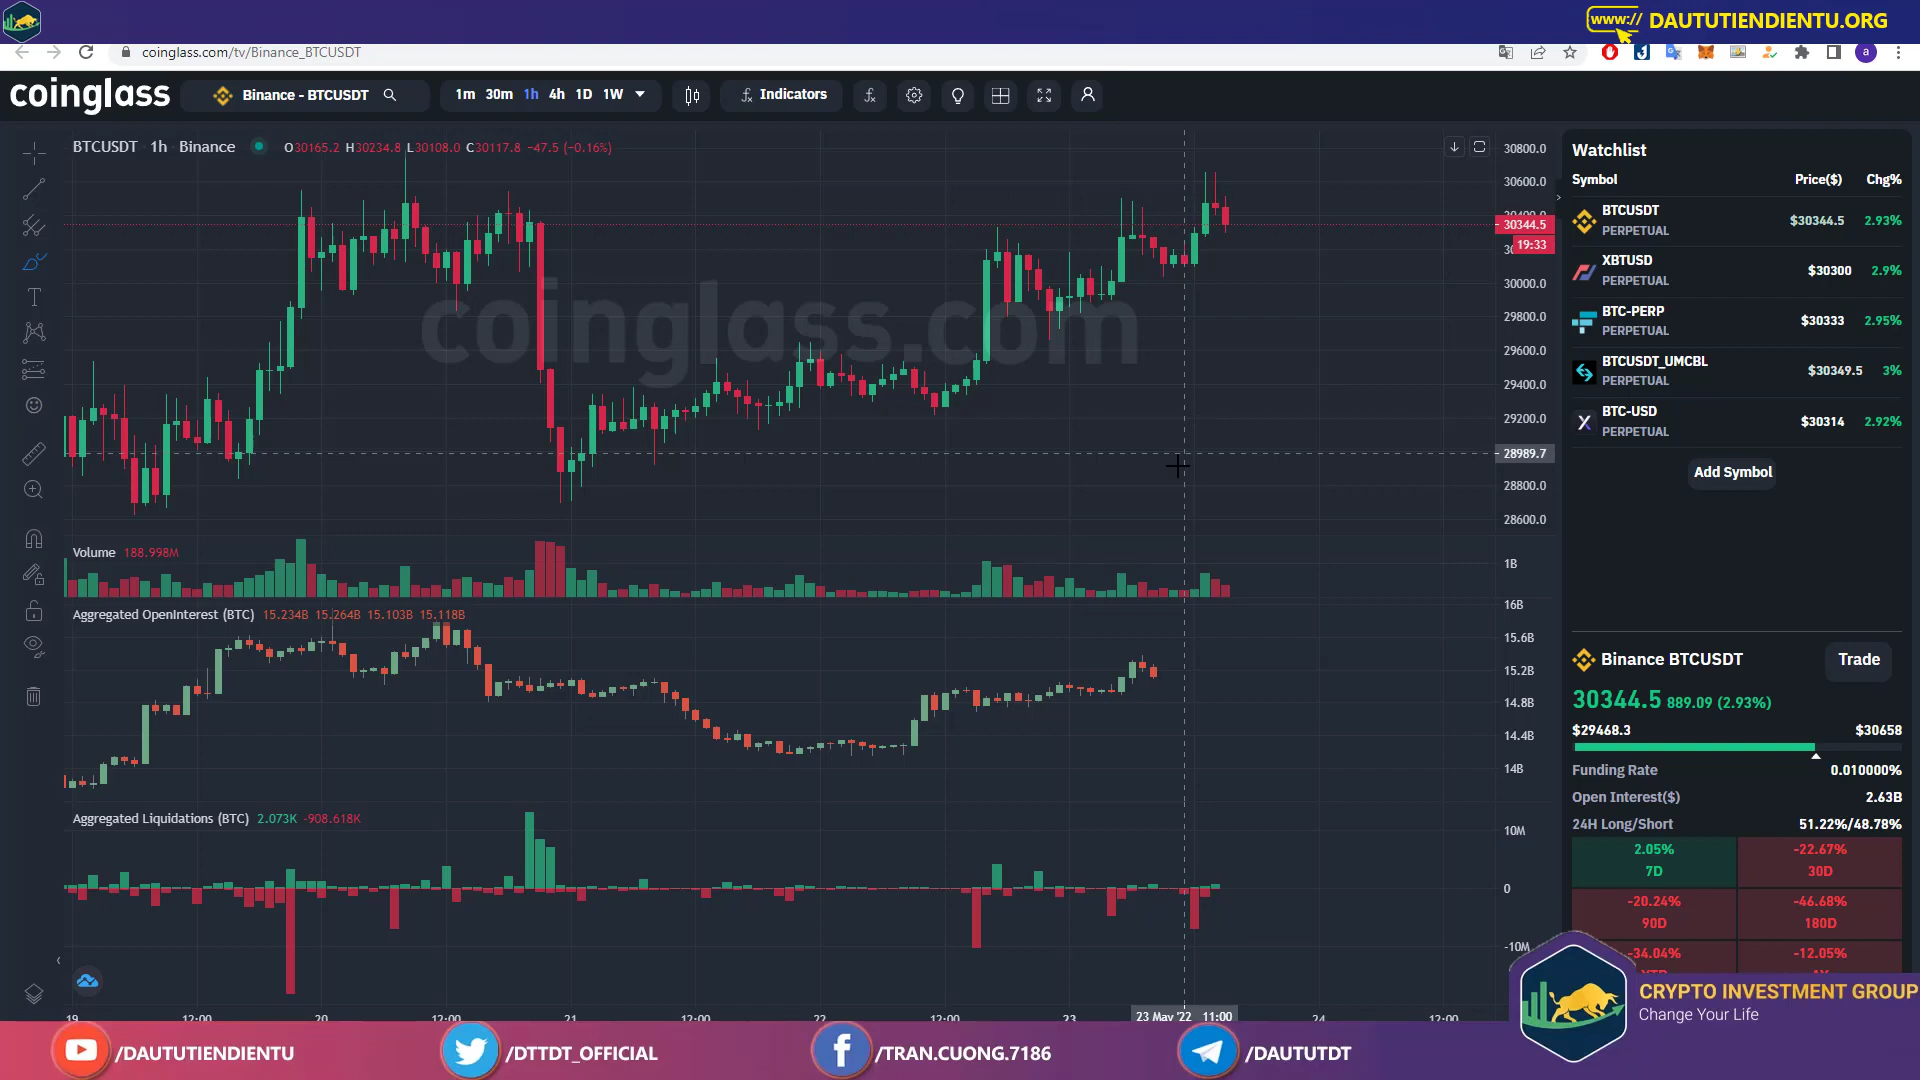 www:// DAUTUTIENDIENTU.ORG
coinglass.com/tv/Binance_BTCUSDT
a
coinglass
Binance - BTCUSDT
1m 30m 1h 4h 1D 1W
Indicators
BTCUSDT 1h Binance O30165.2 H30234.8 L30108.0 C30117.8 -47.5 (-0.16%)
coinglass.com
30800.0
30600.0
30344.5
19:33
30000.0
29800.0
29600.0
29400.0
29200.0
28989.7
28800.0
28600.0
Volume 188.998M
1B
Aggregated OpenInterest (BTC) 15.234B 15.264B 15.103B 15.118B
16B
15.6B
15.2B
14.8B
14.4B
14B
Aggregated Liquidations (BTC) 2.073K -908.618K
10M
0
-10M
19 12:00 20 12:00 21 12:00 22 12:00 23 23 May '22 11:00 24 12:00
Watchlist
Symbol Price($) Chg%
BTCUSDT
PERPETUAL
$30344.5 2.93%
XBTUSD
PERPETUAL
$30300 2.9%
BTC-PERP
PERPETUAL
$30333 2.95%
BTCUSDT_UMCBL
PERPETUAL
$30349.5 3%
BTC-USD
PERPETUAL
$30314 2.92%
Add Symbol
Binance BTCUSDT Trade
30344.5 889.09 (2.93%)
$29468.3 $30658
Funding Rate 0.010000%
Open Interest($) 2.63B
24H Long/Short 51.22%/48.78%
2.05% -22.67%
7D 30D
-20.24% -46.68%
90D 180D
-34.04% -12.05%
CRYPTO INVESTMENT GROUP
Change Your Life
/DAUTUTIENDIENTU /DTTDT_OFFICIAL /TRAN.CUONG.7186 /DAUTUTDT